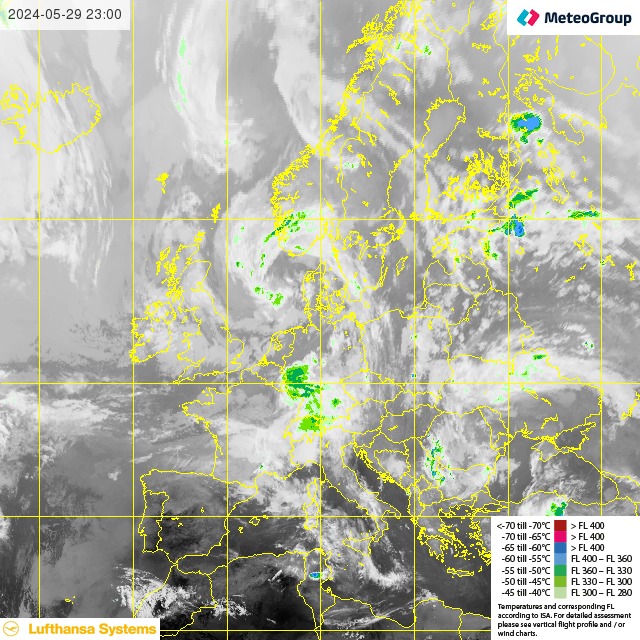 2024-05-29 23:00
MeteoGroup
<-70 till -70°C > FL 400
-70 till -65°C > FL 400
-65 till -60°C > FL 400
-60 till -55°C FL 400 - FL 360
-55 till -50°C FL 360 - FL 330
-50 till -45°C FL 330 - FL 300
-45 till -40°C FL 300 - FL 280
Temperatures and corresponding FL
according to ISA. For detailed assessment
please see vertical flight profile and / or
wind charts.
Lufthansa Systems